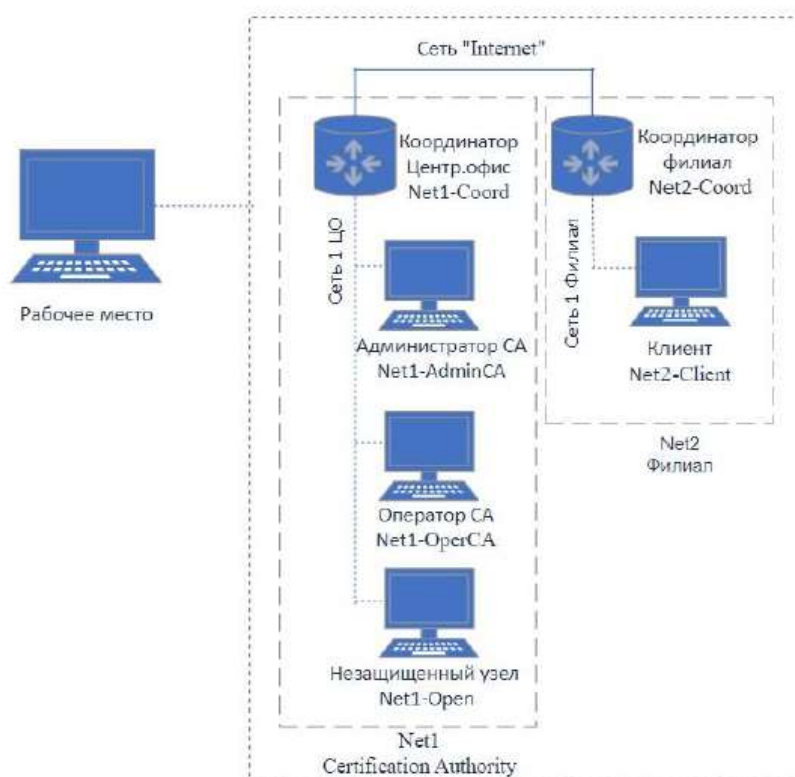 Сеть "Internet"
Координатор
Центр.офис
Net1-Coord
Координатор
филиал
Net2-Coord
Сеть 1 ЦО
Сеть 1 Филиал
Рабочее место
Администратор CA
Net1-AdminCA
Клиент
Net2-Client
Net2
Филиал
Оператор CA
Net1-OperCA
Незащищенный узел
Net1-Open
Net1
Certification Authority